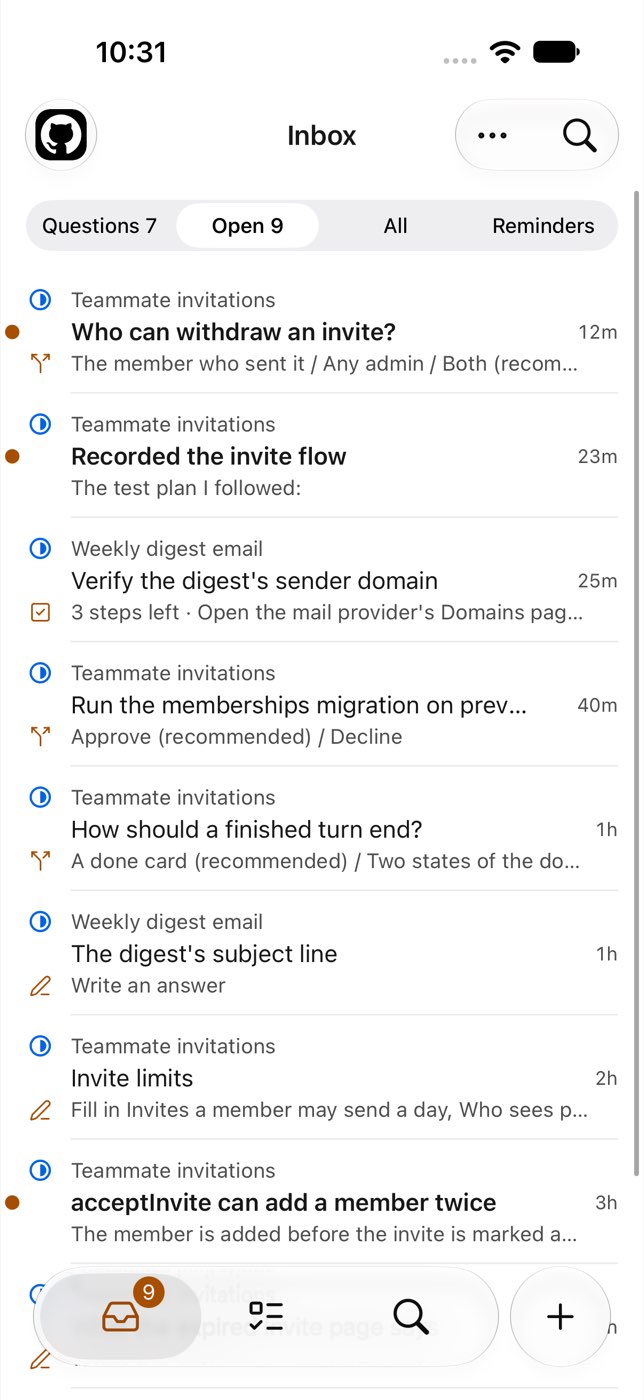 10:31
Inbox
Questions 7
Open 9
All
Reminders
Teammate invitations
Who can withdraw an invite?
12m
The member who sent it / Any admin / Both (recom...
Teammate invitations
Recorded the invite flow
23m
The test plan I followed:
Weekly digest email
Verify the digest's sender domain
25m
3 steps left · Open the mail provider's Domains pag...
Teammate invitations
Run the memberships migration on prev...
40m
Approve (recommended) / Decline
Teammate invitations
How should a finished turn end?
1h
A done card (recommended) / Two states of the do...
Weekly digest email
The digest's subject line
1h
Write an answer
Teammate invitations
Invite limits
2h
Fill in Invites a member may send a day, Who sees p...
Teammate invitations
acceptInvite can add a member twice
3h
The member is added before the invite is marked a...
9